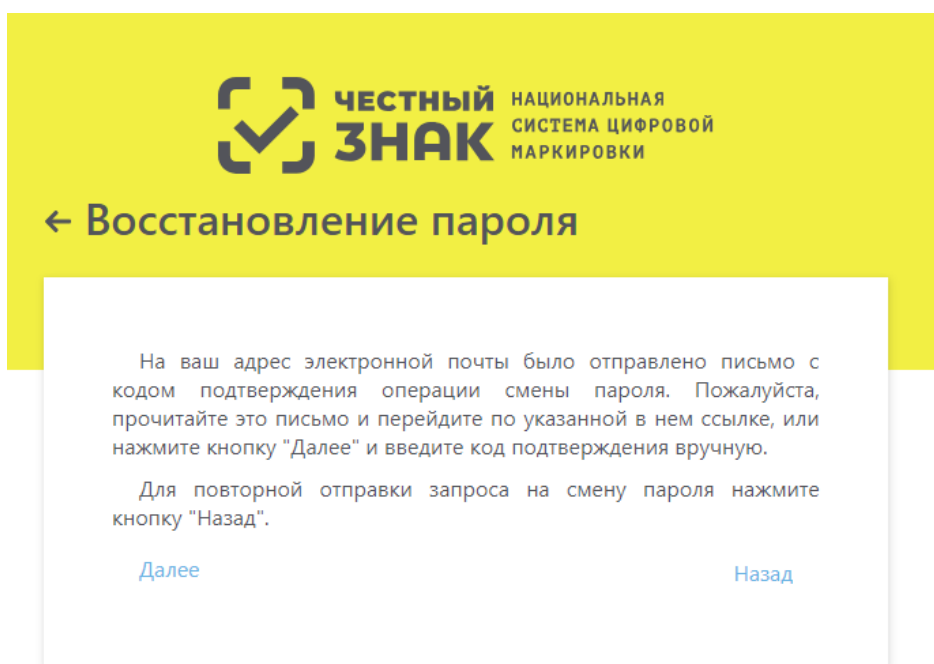 ЧЕСТНЫЙ
ЗНАК
НАЦИОНАЛЬНАЯ
СИСТЕМА ЦИФРОВОЙ
МАРКИРОВКИ
← Восстановление пароля
На ваш адрес электронной почты было отправлено письмо с
кодом подтверждения операции смены пароля. Пожалуйста,
прочитайте это письмо и перейдите по указанной в нем ссылке, или
нажмите кнопку "Далее" и введите код подтверждения вручную.
Для повторной отправки запроса на смену пароля нажмите
кнопку "Назад".
Далее
Назад